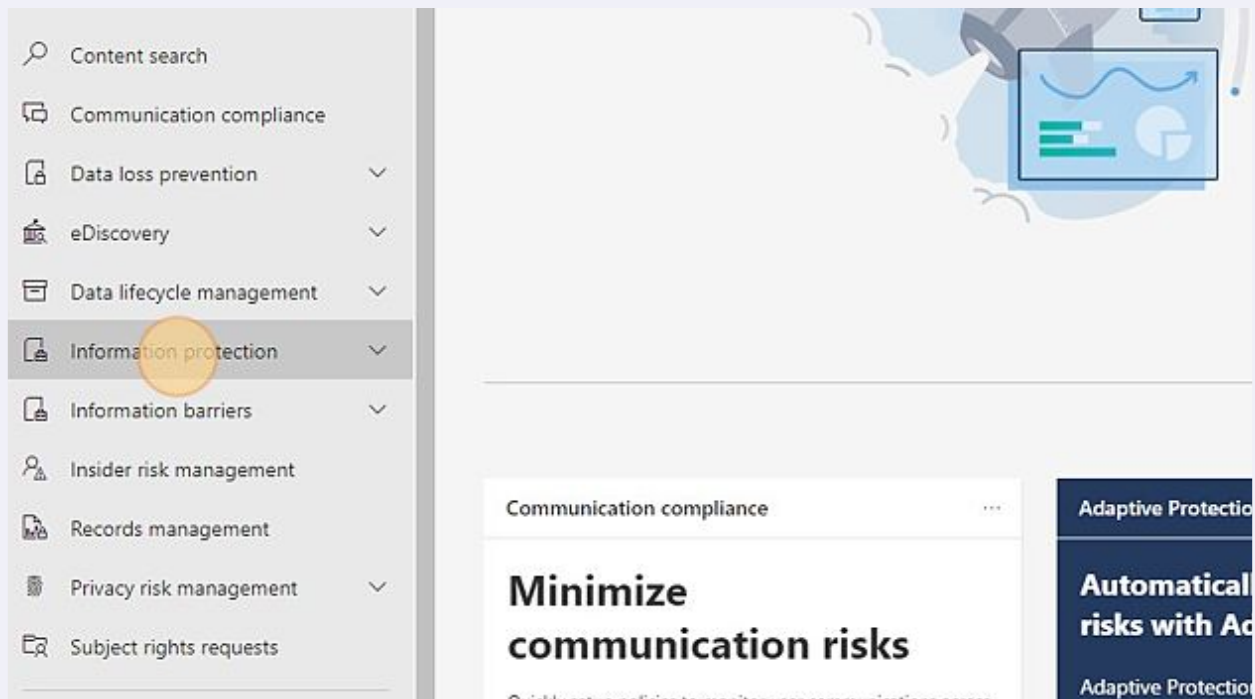 Content search
Communication compliance
Data loss prevention
eDiscovery
Data lifecycle management
Information protection
Information barriers
Insider risk management
Records management
Privacy risk management
Subject rights requests
Communication compliance
Minimize
communication risks
Adaptive Protectio
Automaticall
risks with Ad
Adaptive Protectio